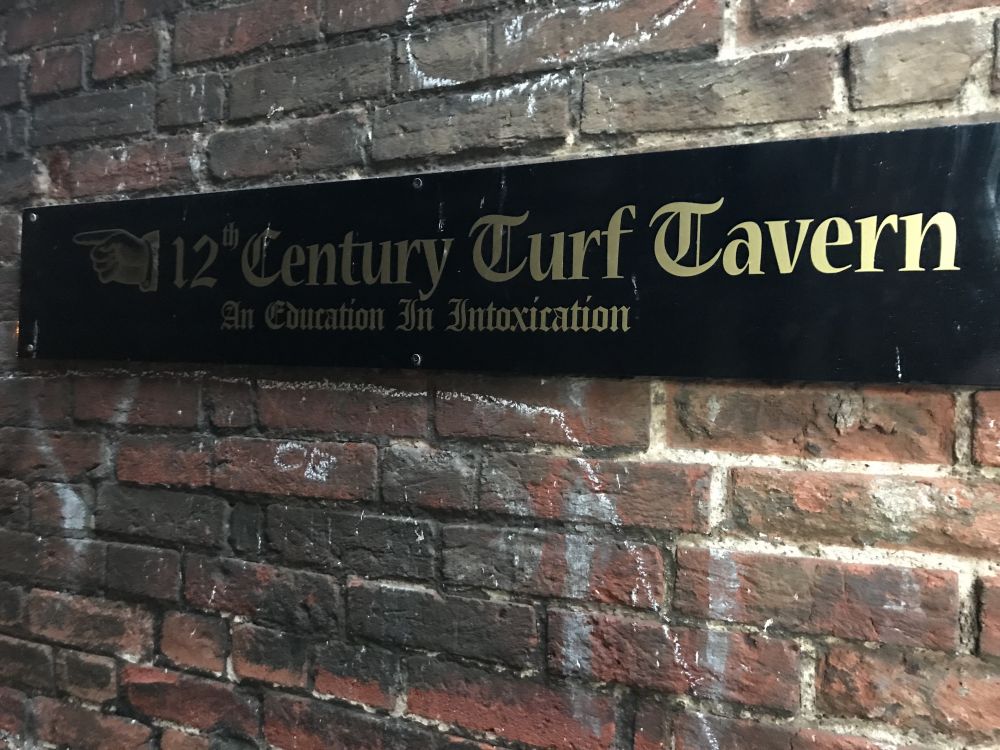 12th Century Turf Tavern
An Education In Intoxication